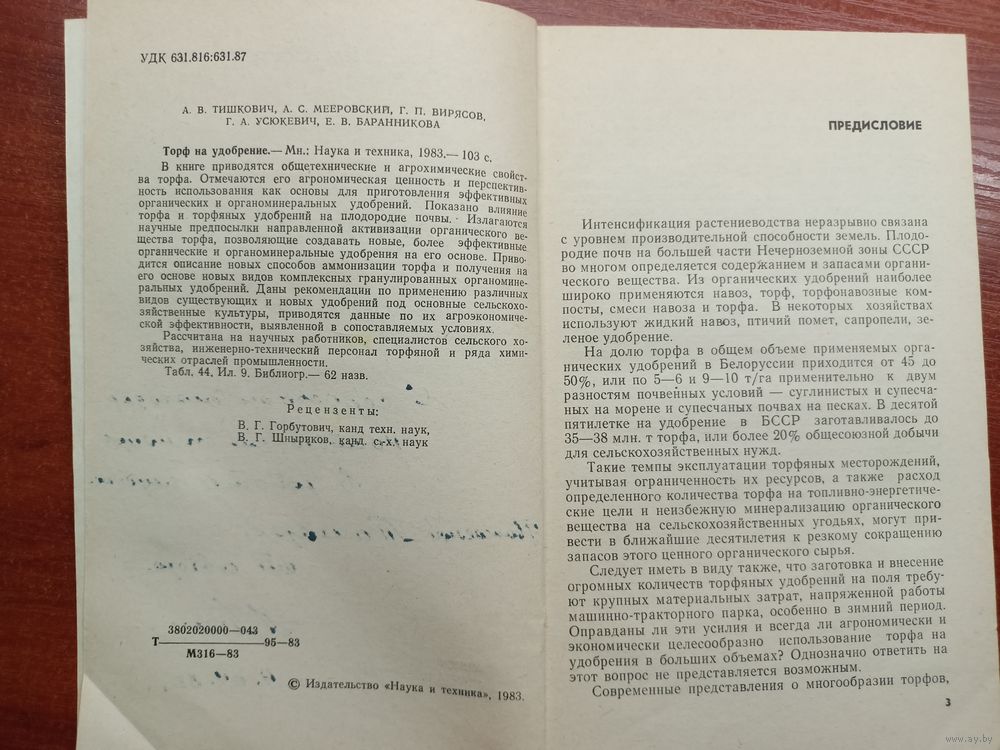 УДК 631.816:631.87
А. В. ТИШКОВИЧ, А. С. МЕЕРОВСКИЙ, Г. П. ВИРЯСОВ,
Г. А. УСЮКЕВИЧ, Е. В. БАРАННИКОВА
Торф на удобрение.— Мн.: Наука и техника, 1983.— 103 с.
В книге приводятся общетехнические и агрохимические свойст-
ва торфа. Отмечаются его агрономическая ценность и перспектив-
ность использования как основы для приготовления эффективных
органических и органоминеральных удобрений. Показано влияние
торфа и торфяных удобрений на плодородие почвы. Излагаются
научные предпосылки направленной активизации органического ве-
щества торфа, позволяющие создавать новые, более эффективные
органические и органоминеральные удобрения на его основе. Приво-
дится описание новых способов аммонизации торфа и получения на
его основе новых видов комплексных гранулированных органомине-
ральных удобрений. Даны рекомендации по применению различных
видов существующих и новых удобрений под основные сельскохо-
зяйственные культуры, приводятся данные по их агроэкономиче-
ской эффективности, выявленной в сопоставляемых условиях.
Рассчитана на научных работников, специалистов сельского хо-
зяйства, инженерно-технический персонал торфяной и ряда хими-
ческих отраслей промышленности.
Табл. 44. Ил. 9. Библиогр.— 62 назв.
Рецензенты:
В. Г. Горбутович, канд техн. наук,
В. Г. Шныриков, канд. с.-х. наук
3802020000—043
Т 95—83
М316—83
© Издательство «Наука и техника», 1983.
ПРЕДИСЛОВИЕ
Интенсификация растениеводства неразрывно связана
с уровнем производительной способности земель. Плодо-
родие почв на большей части Нечерноземной зоны СССР
во многом определяется содержанием и запасами органи-
ческого вещества. Из органических удобрений наиболее
широко применяются навоз, торф, торфонавозные ком-
посты, смеси навоза и торфа. В некоторых хозяйствах
используют жидкий навоз, птичий помет, сапропели, зе-
леное удобрение.
На долю торфа в общем объеме применяемых орга-
нических удобрений в Белоруссии приходится от 45 до
50%, или по 5—6 и 9—10 т/га применительно к двум
разностям почвенных условий — суглинистых и супесча-
ных на морене и супесчаных почвах на песках. В десятой
пятилетке на удобрение в БССР заготавливалось до
35—38 млн. т торфа, или более 20% общесоюзной добычи
для сельскохозяйственных нужд.
Такие темпы эксплуатации торфяных месторождений,
учитывая ограниченность их ресурсов, а также расход
определенного количества торфа на топливно-энергетиче-
ские цели и неизбежную минерализацию органического
вещества на сельскохозяйственных угодьях, могут при-
вести в ближайшие десятилетия к резкому сокращению
запасов этого ценного органического сырья.
Следует иметь в виду также, что заготовка и внесение
огромных количеств торфяных удобрений на поля требу-
ют крупных материальных затрат, напряженной работы
машинно-тракторного парка, особенно в зимний период.
Оправданы ли эти усилия и всегда ли агрономически и
экономически целесообразно использование торфа на
удобрения в больших объемах? Однозначно ответить на
этот вопрос не представляется возможным.
Современные представления о многообразии торфов,
3
www.ay.by